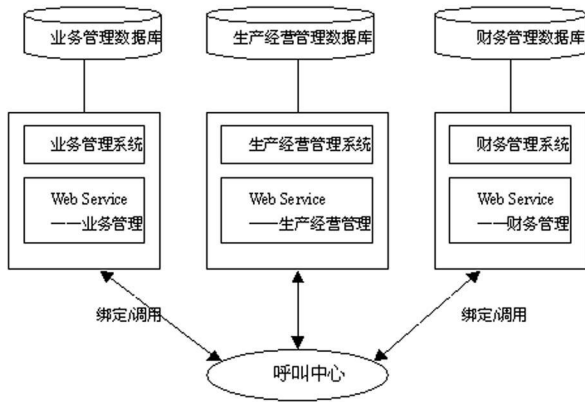 业务管理数据库
生产经营管理数据库
财务管理数据库
业务管理系统
生产经营管理系统
财务管理系统
Web Service
——业务管理
Web Service
——生产经营管理
Web Service
——财务管理
绑定/调用
绑定/调用
呼叫中心